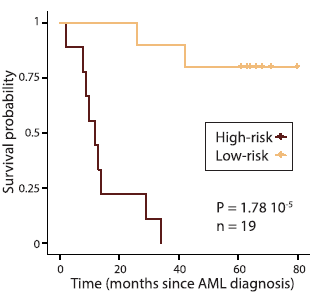 Survival probability
1
0.75
0.5
0.25
0
High-risk
Low-risk
P = 1.78 10-5
n = 19
0 20 40 60 80
Time (months since AML diagnosis)